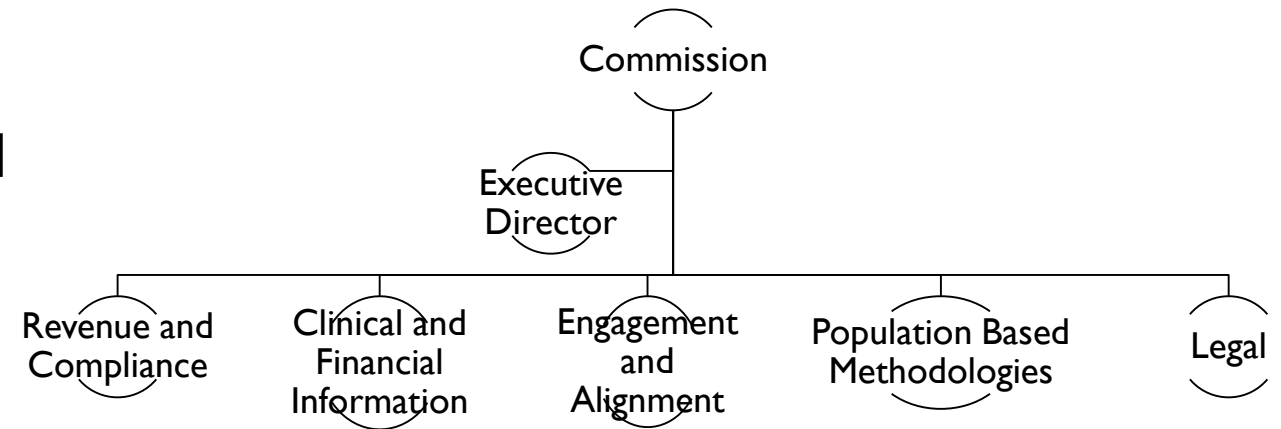 Commission
Executive
Director
Revenue and
Compliance
Clinical and
Financial
Information
Engagement
and
Alignment
Population Based
Methodologies
Legal